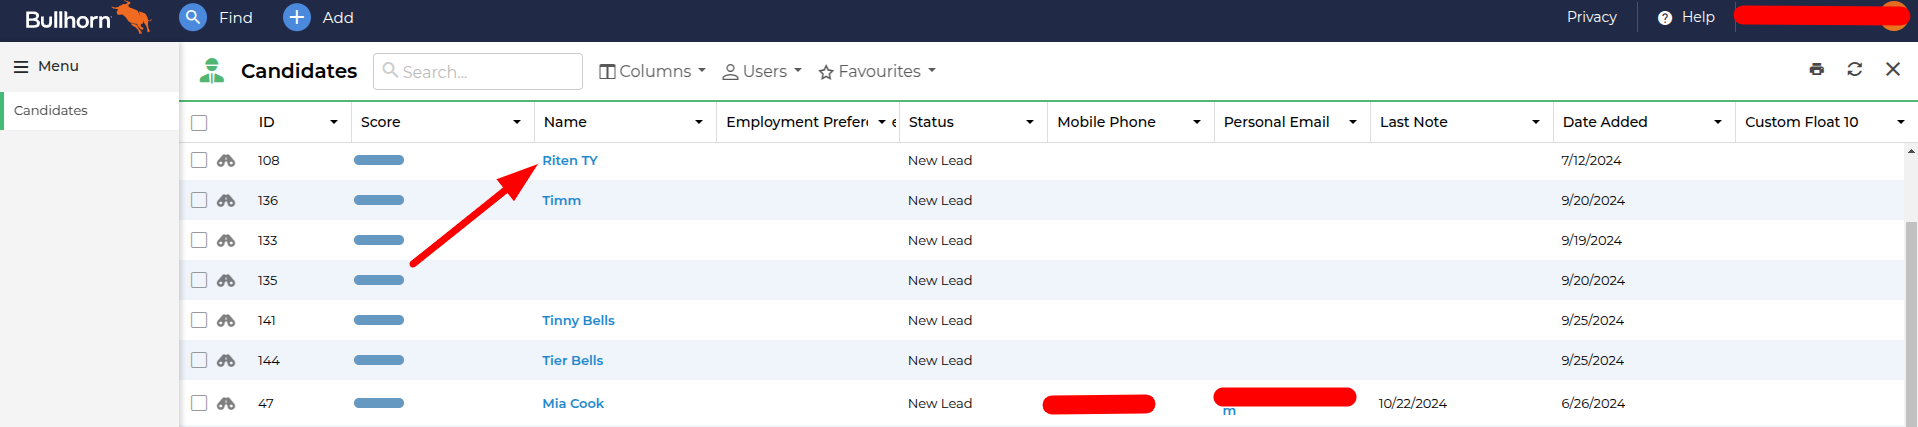 Bullhorn Find Add Privacy Help
Menu
Candidates Search... Columns Users Favourites
Candidates
ID Score Name Employment Prefer e Status Mobile Phone Personal Email Last Note Date Added Custom Float 10
108 Riten TY New Lead 7/12/2024
136 Timm New Lead 9/20/2024
133 New Lead 9/19/2024
135 New Lead 9/20/2024
141 Tinny Bells New Lead 9/25/2024
144 Tier Bells New Lead 9/25/2024
47 Mia Cook New Lead 10/22/2024 6/26/2024
m